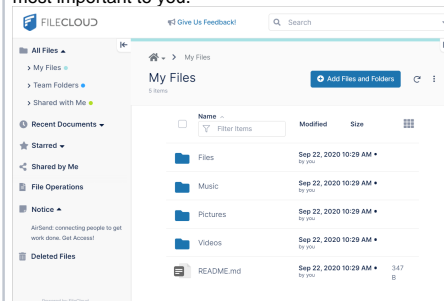 most important to you.
FILECLOUD
Give Us Feedback!
Search
All Files
My Files
Team Folders
Shared with Me
Recent Documents
Starred
Shared by Me
File Operations
Notice
AirSend: connecting people to get
work done. Get Access!
Deleted Files
My Files
My Files
5 items
Add Files and Folders
Name
Modified
Size
Filter Items
Files
Sep 22, 2020 10:29 AM
by you
Music
Sep 22, 2020 10:29 AM
by you
Pictures
Sep 22, 2020 10:29 AM
by you
Videos
Sep 22, 2020 10:29 AM
by you
README.md
Sep 22, 2020 10:29 AM
by you
347
B